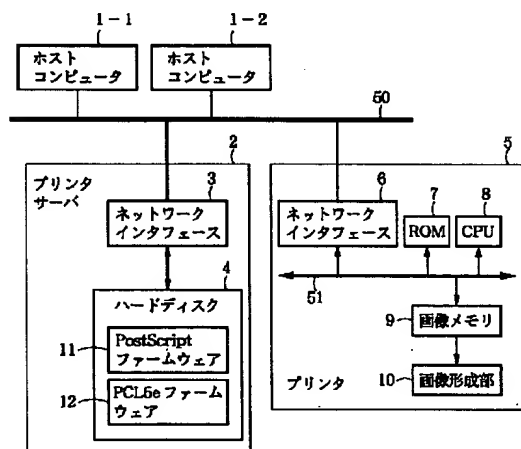 1-1
1-2
ホスト
コンピュータ
ホスト
コンピュータ
50
2
5
プリンタ
サーバ
3
ネットワーク
インタフェース
6
ネットワーク
インタフェース
7
ROM
8
CPU
51
4
ハードディスク
11
PostScript
ファームウェア
12
PCL5eファーム
ウェア
9
画像メモリ
10
画像形成部
プリンタ